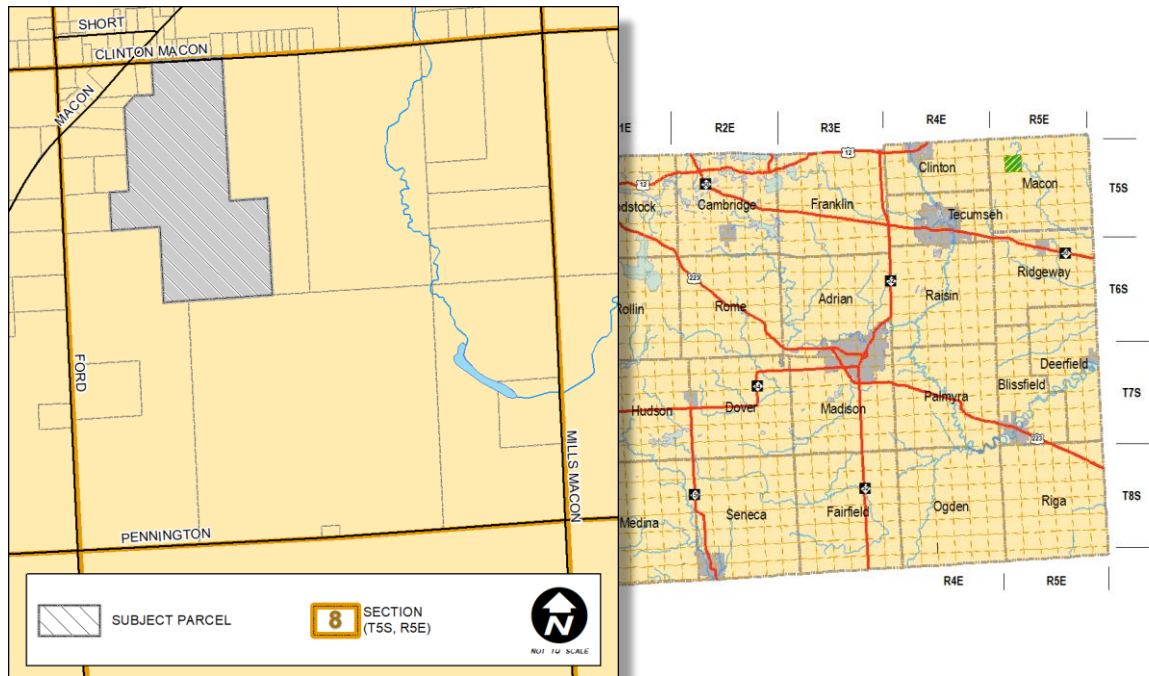 SHORT
CLINTON MACON
MACON
FORD
MILLS MACON
PENNINGTON
SUBJECT PARCEL
8
SECTION
(T5S, R5E)
N
NOT TO SCALE
1E
R2E
R3E
R4E
R5E
12
Clinton
12
Macon
T5S
dstock
Cambridge
Franklin
Tecumseh
223
Ridgeway
Rollin
Rome
Adrian
Raisin
T6S
Deerfield
Blissfield
Hudson
Dover
Madison
Palmyra
T7S
223
Medina
Seneca
Fairfield
Ogden
Riga
T8S
R4E
R5E